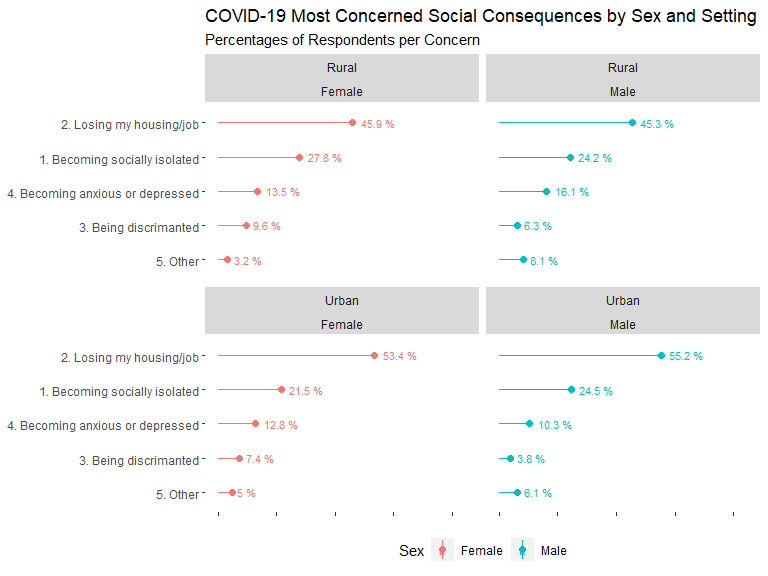 COVID-19 Most Concerned Social Consequences by Sex and Setting
Percentages of Respondents per Concern
Rural
Female
Rural
Male
2. Losing my housing/job
45.9 %
45.3 %
1. Becoming socially isolated
27.8 %
24.2 %
4. Becoming anxious or depressed
13.5 %
16.1 %
3. Being discrimanted
9.6 %
6.3 %
5. Other
3.2 %
8.1 %
Urban
Female
Urban
Male
2. Losing my housing/job
53.4 %
55.2 %
1. Becoming socially isolated
21.5 %
24.5 %
4. Becoming anxious or depressed
12.8 %
10.3 %
3. Being discrimanted
7.4 %
3.8 %
5. Other
5 %
6.1 %
Sex
Female
Male